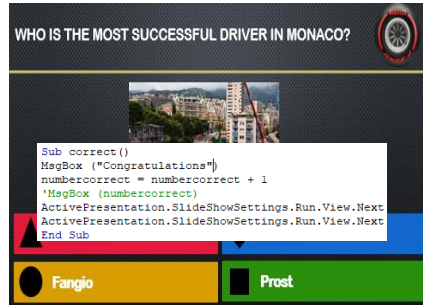 WHO IS THE MOST SUCCESSFUL DRIVER IN MONACO?
Sub correct()
MsgBox ("Congratulations")
numbercorrect = numbercorrect + 1
'MsgBox (numbercorrect)
ActivePresentation.SlideShowSettings.Run.View.Next
ActivePresentation.SlideShowSettings.Run.View.Next
End Sub
Fangio
Prost